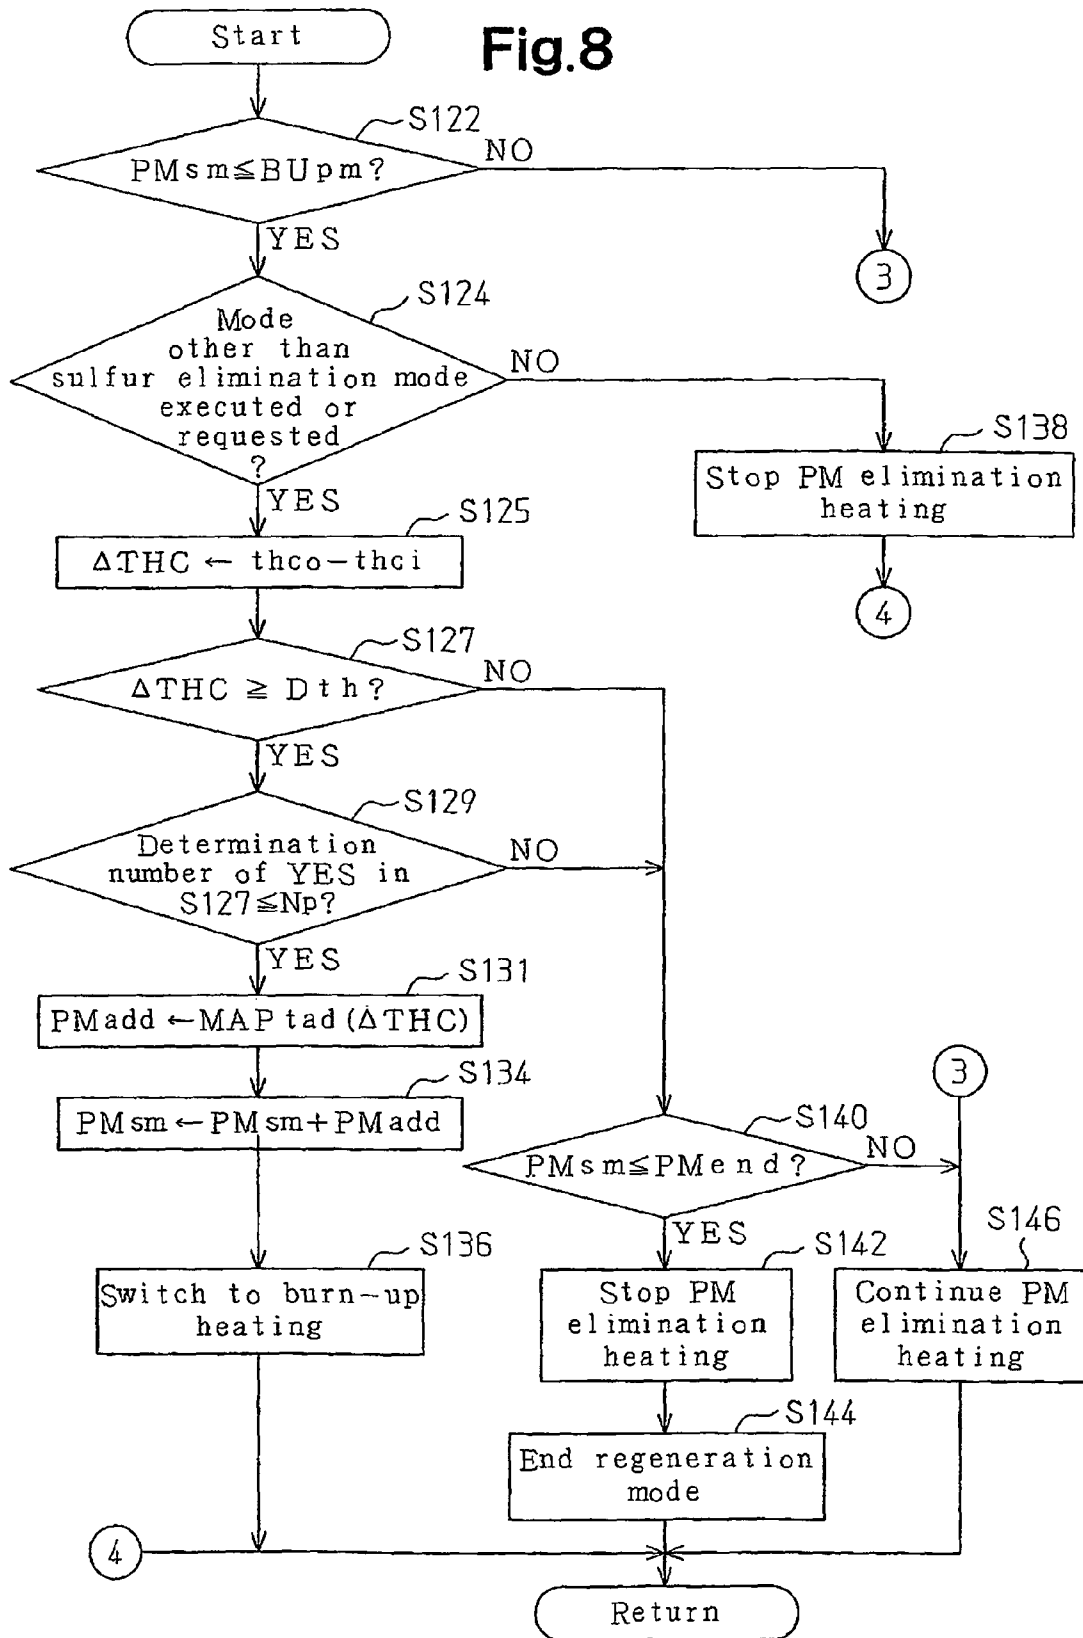 Fig.8
Start
S122
PMsm≦BUpm?
NO
YES
3
S124
Mode
other than
sulfur elimination mode
executed or
requested
?
NO
YES
S138
Stop PM elimination
heating
4
S125
ΔTHC ← thco−thci
S127
ΔTHC ≧ Dth?
NO
YES
S129
Determination
number of YES in
S127≦Np?
NO
YES
S131
PMadd ←MAPtad(ΔTHC)
S134
PMsm←PMsm+PMadd
S136
Switch to burn-up
heating
3
S140
PMsm≦PMend?
NO
YES
S142
Stop PM
elimination
heating
S146
Continue PM
elimination
heating
S144
End regeneration
mode
4
Return